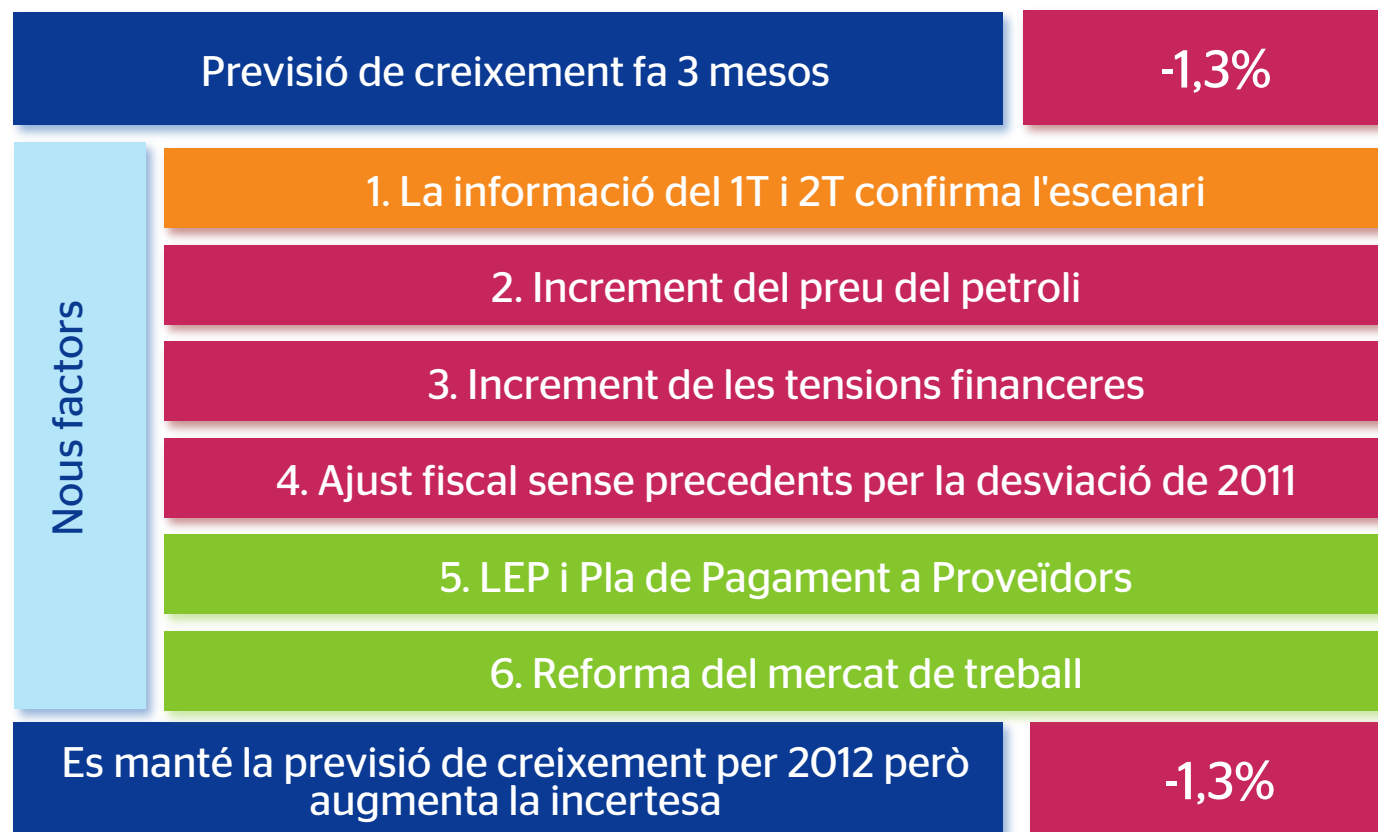 Previsió de creixement fa 3 mesos
-1,3%
Nous factors
1. La informació del 1T i 2T confirma l'escenari
2. Increment del preu del petroli
3. Increment de les tensions financeres
4. Ajust fiscal sense precedents per la desviació de 2011
5. LEP i Pla de Pagament a Proveïdors
6. Reforma del mercat de treball
Es manté la previsió de creixement per 2012 però
augmenta la incertesa
-1,3%